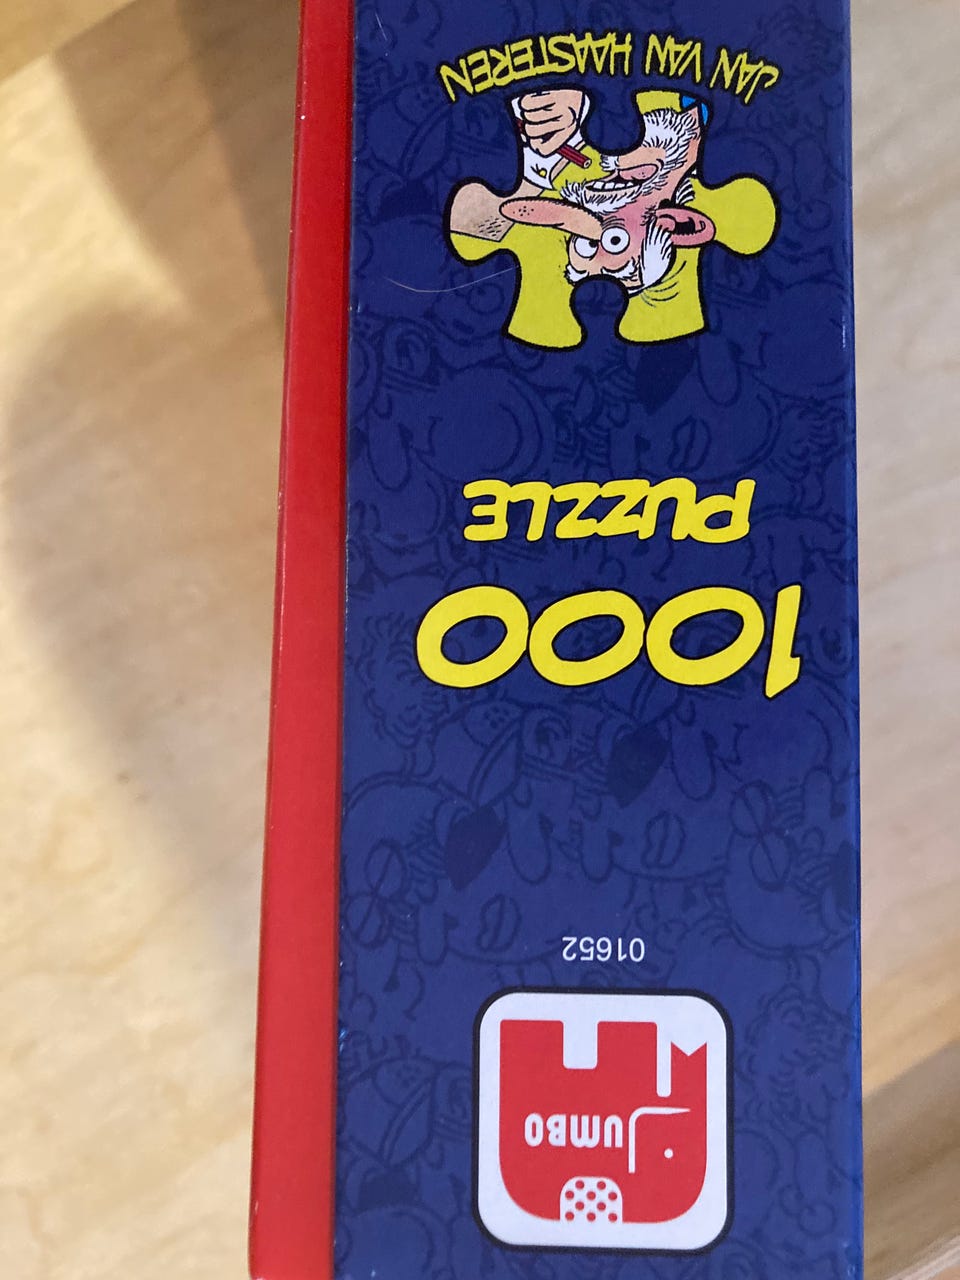 JUMBO
01652
1000
PUZZLE
JAN VAN HAASTEREN